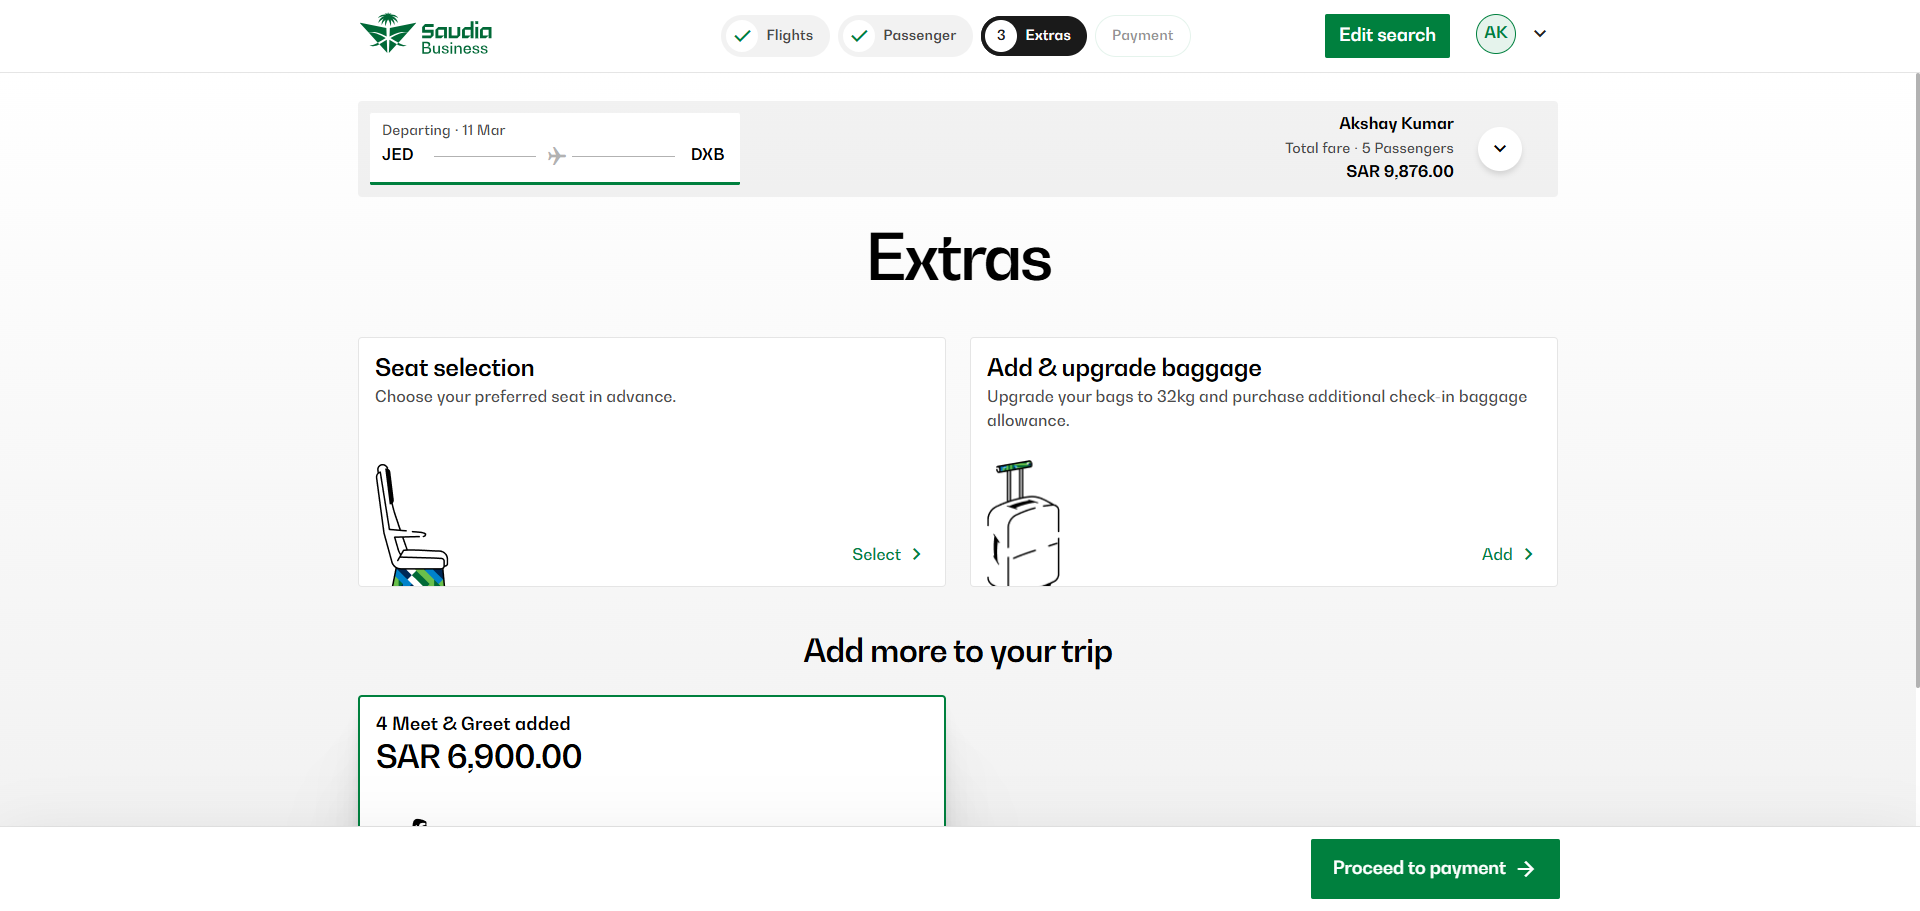 Saudia
Business
Flights
Passenger
3 Extras
Payment
Edit search
AK
Departing · 11 Mar
JED
DXB
Akshay Kumar
Total fare · 5 Passengers
SAR 9,876.00
Extras
Seat selection
Choose your preferred seat in advance.
Select
Add & upgrade baggage
Upgrade your bags to 32kg and purchase additional check-in baggage
allowance.
Add
Add more to your trip
4 Meet & Greet added
SAR 6,900.00
Proceed to payment